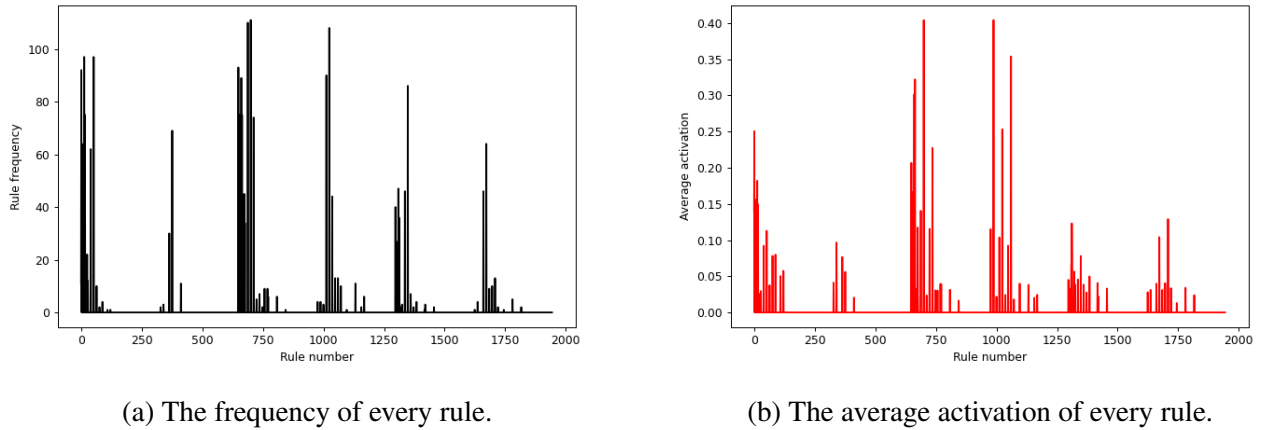 100
80
60
40
20
0
Rule frequency
0 250 500 750 1000 1250 1500 1750 2000
Rule number
(a) The frequency of every rule.
0.40
0.35
0.30
0.25
0.20
0.15
0.10
0.05
0.00
Average activation
0 250 500 750 1000 1250 1500 1750 2000
Rule number
(b) The average activation of every rule.